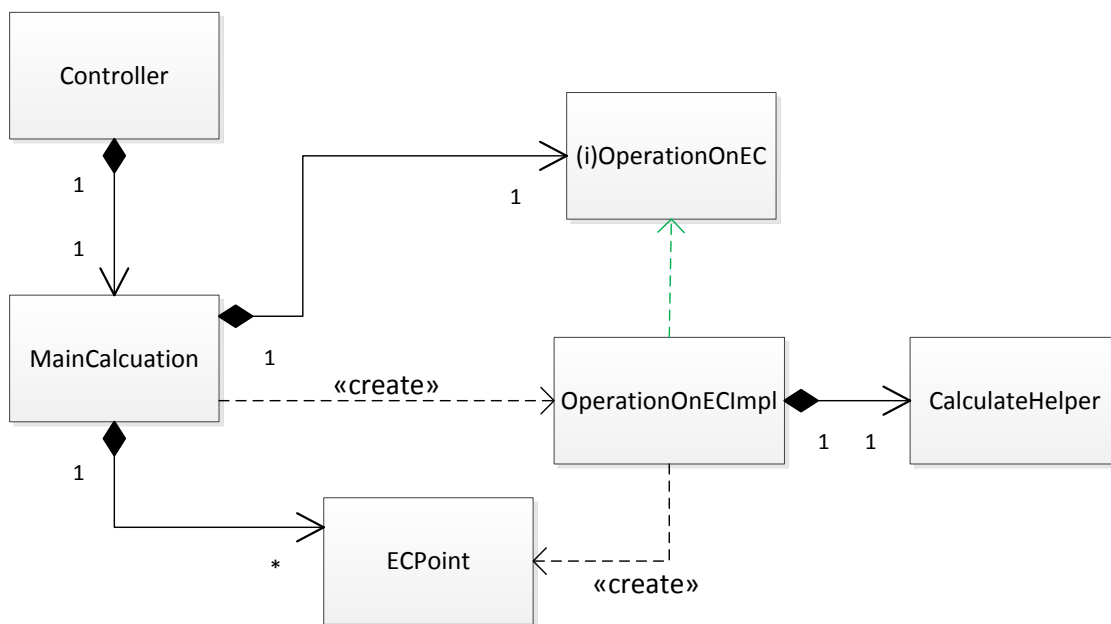 Controller
1
1
(i)OperationOnEC
1
MainCalcuation
1
«create»
OperationOnECImpl
1
1
CalculateHelper
1
*
ECPoint
«create»